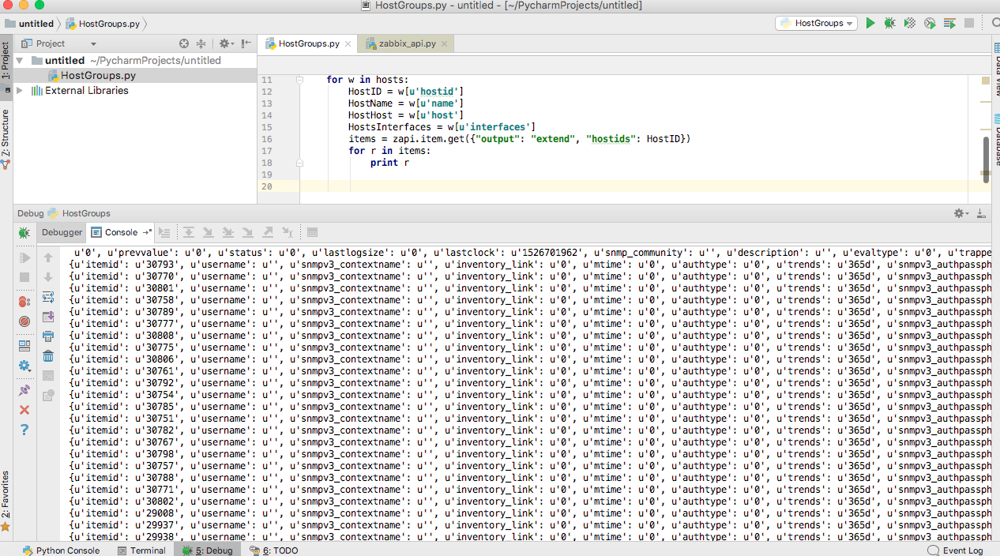 HostGroups.py - untitled - [~/PycharmProjects/untitled]
untitled HostGroups.py HostGroups
Project HostGroups.py zabbix_api.py
untitled ~/PycharmProjects/untitled
HostGroups.py
External Libraries
1: Project
7: Structure
2: Favorites
Data View
Database
11 for w in hosts:
12 HostID = w[u'hostid']
13 HostName = w[u'name']
14 HostHost = w[u'host']
15 HostsInterfaces = w[u'interfaces']
16 items = zapi.item.get({"output": "extend", "hostids": HostID})
17 for r in items:
18 print r
19
20
Debug HostGroups
Debugger Console
u'0', u'prevvalue': u'0', u'status': u'0', u'lastlogsize': u'0', u'lastclock': u'1526701962', u'snmp_community': u'', u'description': u'', u'evaltype': u'0', u'trappe
{u'itemid': u'30793', u'username': u'', u'snmpv3_contextname': u'', u'inventory_link': u'0', u'mtime': u'0', u'authtype': u'0', u'trends': u'365d', u'snmpv3_authpassph
{u'itemid': u'30770', u'username': u'', u'snmpv3_contextname': u'', u'inventory_link': u'0', u'mtime': u'0', u'authtype': u'0', u'trends': u'365d', u'snmpv3_authpassph
{u'itemid': u'30801', u'username': u'', u'snmpv3_contextname': u'', u'inventory_link': u'0', u'mtime': u'0', u'authtype': u'0', u'trends': u'365d', u'snmpv3_authpassph
{u'itemid': u'30758', u'username': u'', u'snmpv3_contextname': u'', u'inventory_link': u'0', u'mtime': u'0', u'authtype': u'0', u'trends': u'365d', u'snmpv3_authpassph
{u'itemid': u'30789', u'username': u'', u'snmpv3_contextname': u'', u'inventory_link': u'0', u'mtime': u'0', u'authtype': u'0', u'trends': u'365d', u'snmpv3_authpassph
{u'itemid': u'30777', u'username': u'', u'snmpv3_contextname': u'', u'inventory_link': u'0', u'mtime': u'0', u'authtype': u'0', u'trends': u'365d', u'snmpv3_authpassph
{u'itemid': u'30808', u'username': u'', u'snmpv3_contextname': u'', u'inventory_link': u'0', u'mtime': u'0', u'authtype': u'0', u'trends': u'365d', u'snmpv3_authpassph
{u'itemid': u'30775', u'username': u'', u'snmpv3_contextname': u'', u'inventory_link': u'0', u'mtime': u'0', u'authtype': u'0', u'trends': u'365d', u'snmpv3_authpassph
{u'itemid': u'30806', u'username': u'', u'snmpv3_contextname': u'', u'inventory_link': u'0', u'mtime': u'0', u'authtype': u'0', u'trends': u'365d', u'snmpv3_authpassph
{u'itemid': u'30761', u'username': u'', u'snmpv3_contextname': u'', u'inventory_link': u'0', u'mtime': u'0', u'authtype': u'0', u'trends': u'365d', u'snmpv3_authpassph
{u'itemid': u'30792', u'username': u'', u'snmpv3_contextname': u'', u'inventory_link': u'0', u'mtime': u'0', u'authtype': u'0', u'trends': u'365d', u'snmpv3_authpassph
{u'itemid': u'30754', u'username': u'', u'snmpv3_contextname': u'', u'inventory_link': u'0', u'mtime': u'0', u'authtype': u'0', u'trends': u'365d', u'snmpv3_authpassph
{u'itemid': u'30785', u'username': u'', u'snmpv3_contextname': u'', u'inventory_link': u'0', u'mtime': u'0', u'authtype': u'0', u'trends': u'365d', u'snmpv3_authpassph
{u'itemid': u'30751', u'username': u'', u'snmpv3_contextname': u'', u'inventory_link': u'0', u'mtime': u'0', u'authtype': u'0', u'trends': u'365d', u'snmpv3_authpassph
{u'itemid': u'30782', u'username': u'', u'snmpv3_contextname': u'', u'inventory_link': u'0', u'mtime': u'0', u'authtype': u'0', u'trends': u'365d', u'snmpv3_authpassph
{u'itemid': u'30767', u'username': u'', u'snmpv3_contextname': u'', u'inventory_link': u'0', u'mtime': u'0', u'authtype': u'0', u'trends': u'365d', u'snmpv3_authpassph
{u'itemid': u'30798', u'username': u'', u'snmpv3_contextname': u'', u'inventory_link': u'0', u'mtime': u'0', u'authtype': u'0', u'trends': u'365d', u'snmpv3_authpassph
{u'itemid': u'30757', u'username': u'', u'snmpv3_contextname': u'', u'inventory_link': u'0', u'mtime': u'0', u'authtype': u'0', u'trends': u'365d', u'snmpv3_authpassph
{u'itemid': u'30788', u'username': u'', u'snmpv3_contextname': u'', u'inventory_link': u'0', u'mtime': u'0', u'authtype': u'0', u'trends': u'365d', u'snmpv3_authpassph
{u'itemid': u'30771', u'username': u'', u'snmpv3_contextname': u'', u'inventory_link': u'0', u'mtime': u'0', u'authtype': u'0', u'trends': u'365d', u'snmpv3_authpassph
{u'itemid': u'30802', u'username': u'', u'snmpv3_contextname': u'', u'inventory_link': u'0', u'mtime': u'0', u'authtype': u'0', u'trends': u'365d', u'snmpv3_authpassph
{u'itemid': u'29008', u'username': u'', u'snmpv3_contextname': u'', u'inventory_link': u'0', u'mtime': u'0', u'authtype': u'0', u'trends': u'365d', u'snmpv3_authpassph
{u'itemid': u'29937', u'username': u'', u'snmpv3_contextname': u'', u'inventory_link': u'0', u'mtime': u'0', u'authtype': u'0', u'trends': u'365d', u'snmpv3_authpassph
{u'itemid': u'29938', u'username': u'', u'snmpv3_contextname': u'', u'inventory_link': u'0', u'mtime': u'0', u'authtype': u'0', u'trends': u'365d', u'snmpv3_authpassph
Python Console Terminal 5: Debug 6: TODO Event Log